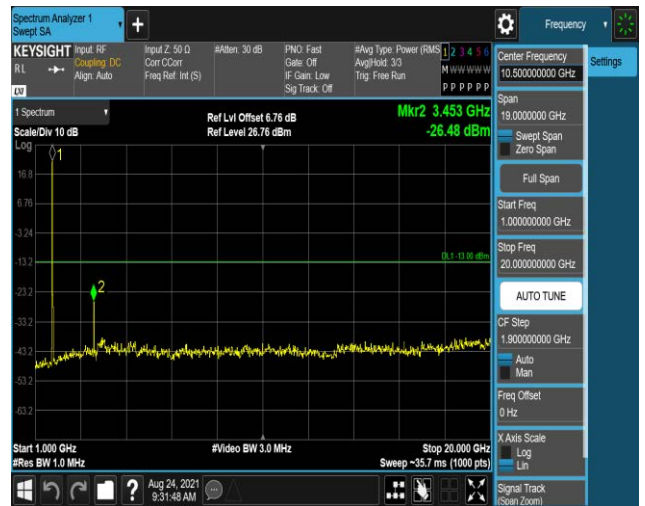 Spectrum Analyzer 1
Swept SA
+
Frequency
KEYSIGHT
RL
LXI
Input: RF
Coupling: DC
Align: Auto
Input Z: 50 Ω
Corr CCorr
Freq Ref: Int (S)
#Atten: 30 dB
PNO: Fast
Gate: Off
IF Gain: Low
Sig Track: Off
#Avg Type: Power (RMS
Avg|Hold: 3/3
Trig: Free Run
1 2 3 4 5 6
M W W W W W
P P P P P P
Center Frequency
10.500000000 GHz
Settings
Span
19.0000000 GHz
Swept Span
Zero Span
Full Span
Start Freq
1.000000000 GHz
Stop Freq
20.000000000 GHz
AUTO TUNE
CF Step
1.900000000 GHz
Auto
Man
Freq Offset
0 Hz
X Axis Scale
Log
Lin
Signal Track
(Span Zoom)
1 Spectrum
Scale/Div 10 dB
Log
Ref Lvl Offset 6.76 dB
Ref Level 26.76 dBm
Mkr2 3.453 GHz
-26.48 dBm
1
16.8
6.76
-3.24
-13.2
DL1 -13.00 dBm
2
-23.2
-33.2
-43.2
-53.2
-63.2
Start 1.000 GHz
#Res BW 1.0 MHz
#Video BW 3.0 MHz
Stop 20.000 GHz
Sweep ~35.7 ms (1000 pts)
?
Aug 24, 2021
9:31:48 AM